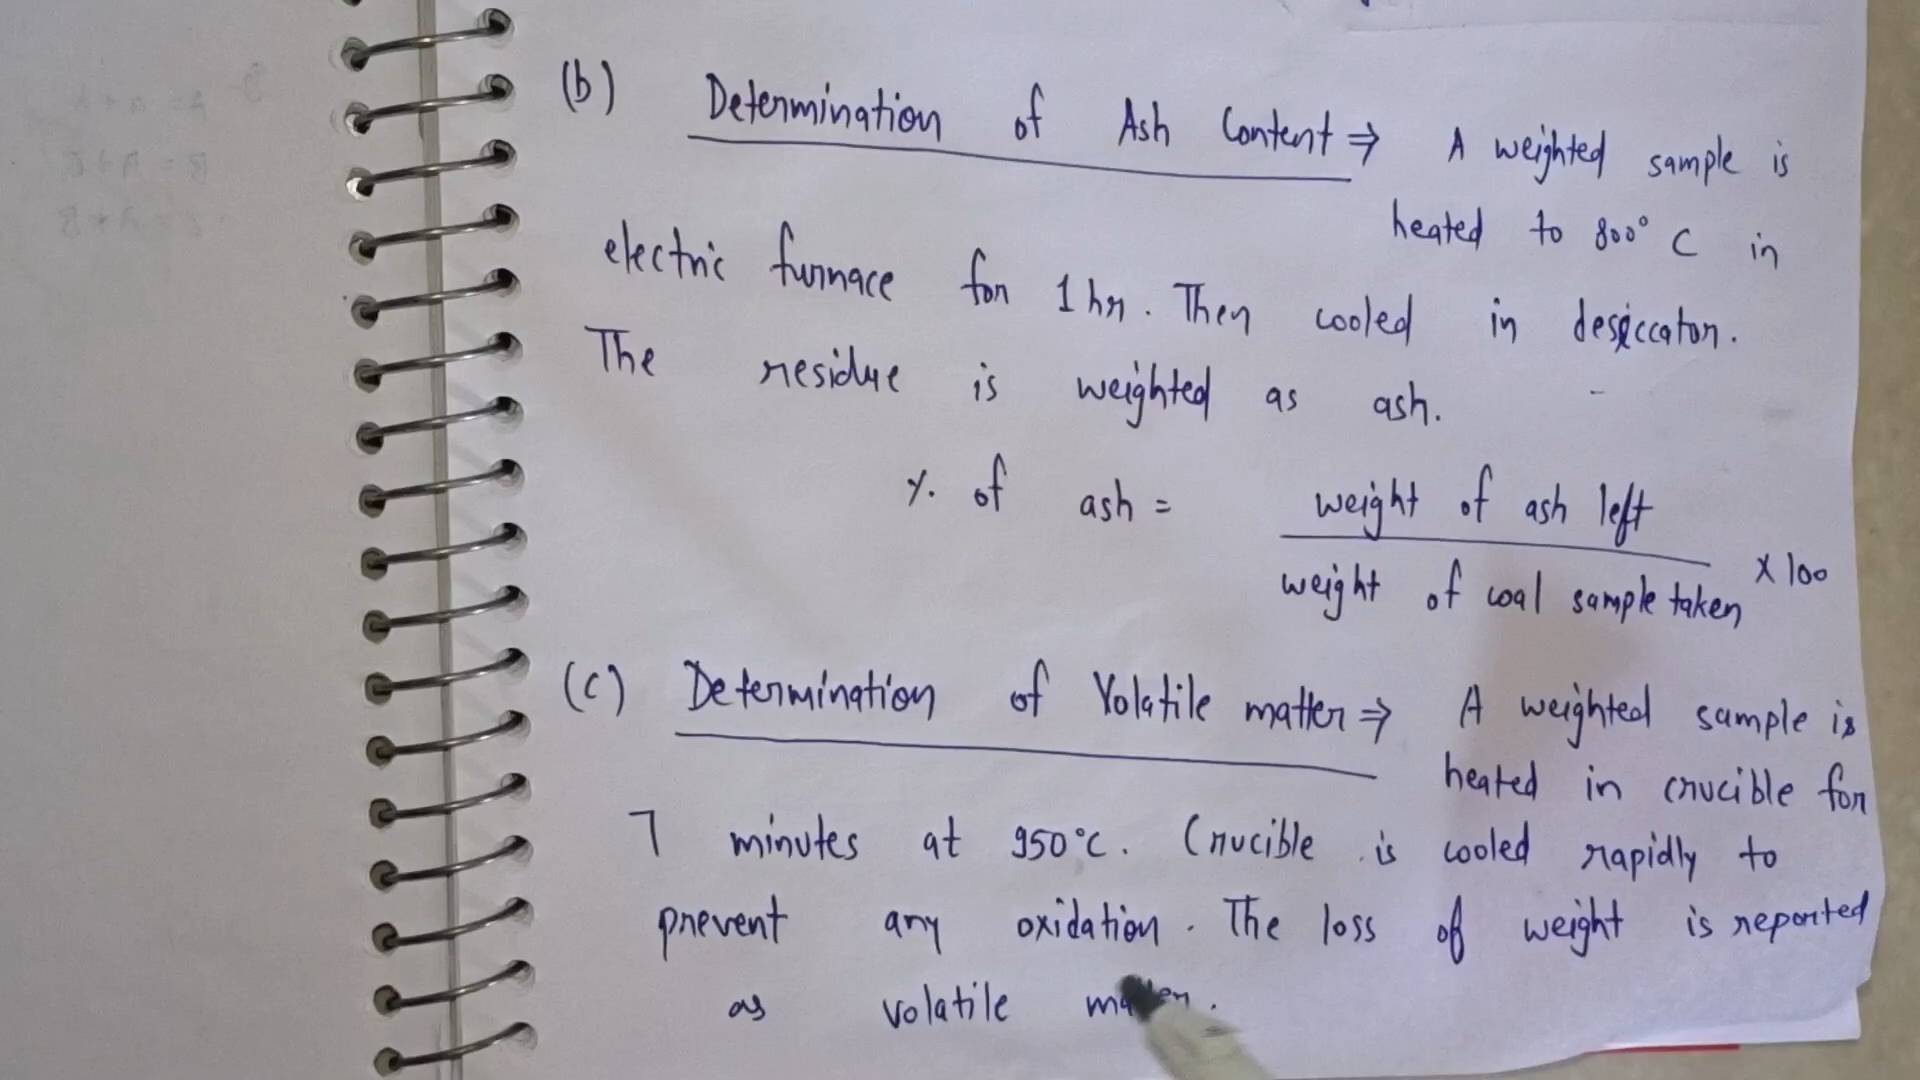 (b) Determination of Ash Content ⇒ A weighted sample is
heated to 800° C in
electric furnace for 1 hr. Then cooled in desiccator.
The residue is weighted as ash.
% of ash = weight of ash left
weight of coal sample taken × 100
(c) Determination of Volatile matter ⇒ A weighted sample is
heated in crucible for
7 minutes at 950°C. Crucible is cooled rapidly to
prevent any oxidation. The loss of weight is reported
as volatile matter.